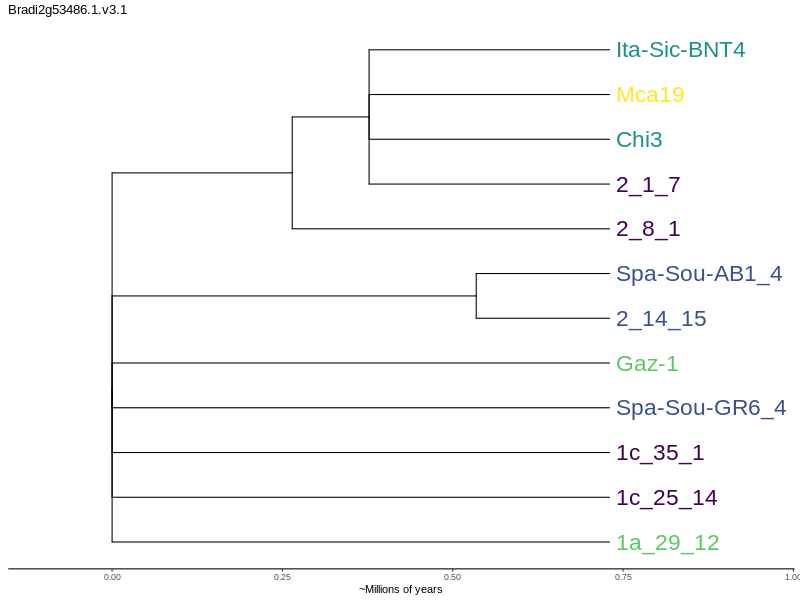 Bradi2g53486.1.v3.1
Ita-Sic-BNT4
Mca19
Chi3
2_1_7
2_8_1
Spa-Sou-AB1_4
2_14_15
Gaz-1
Spa-Sou-GR6_4
1c_35_1
1c_25_14
1a_29_12
0.00 0.25 0.50 0.75 1.00
~Millions of years